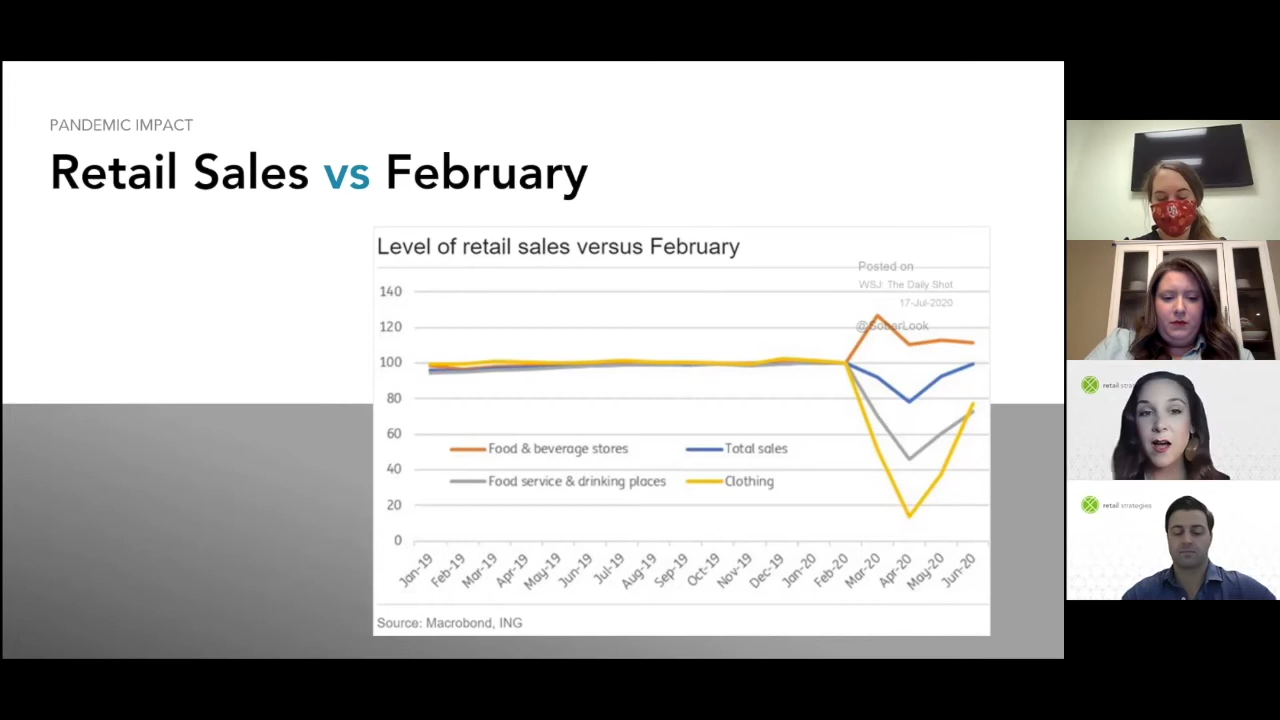 PANDEMIC IMPACT
Retail Sales vs February
Level of retail sales versus February
Posted on
WSJ: The Daily Shot
17-Jul-2020
@SoberLook
140
120
100
80
60
40
20
0
Food & beverage stores
Total sales
Food service & drinking places
Clothing
Jan-19
Feb-19
Mar-19
Apr-19
May-19
Jun-19
Jul-19
Aug-19
Sep-19
Oct-19
Nov-19
Dec-19
Jan-20
Feb-20
Mar-20
Apr-20
May-20
Jun-20
Source: Macrobond, ING
retail
retail strategies